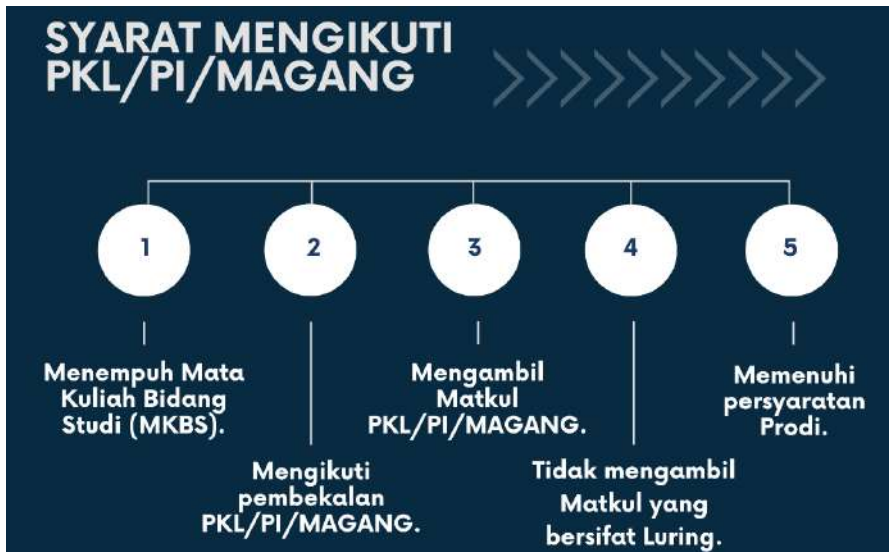 SYARAT MENGIKUTI
PKL/PI/MAGANG
1
2
3
4
5
Menempuh Mata
Kuliah Bidang
Studi (MKBS).
Mengikuti
pembekalan
PKL/PI/MAGANG.
Mengambil
Matkul
PKL/PI/MAGANG.
Tidak mengambil
Matkul yang
bersifat Luring.
Memenuhi
persyaratan
Prodi.